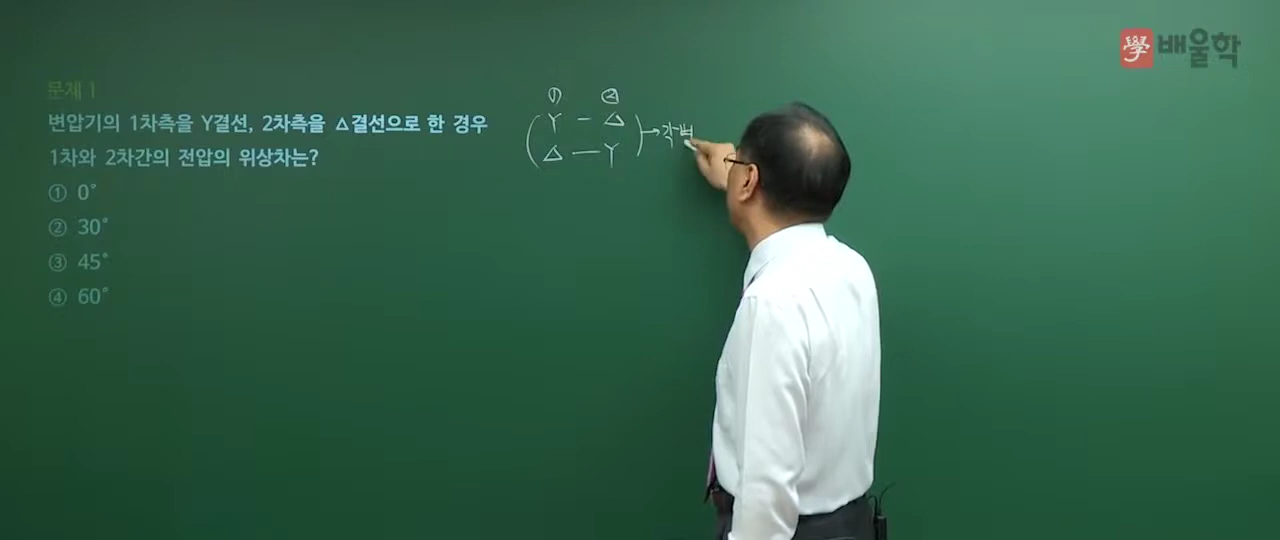 學 배울학
문제 1
변압기의 1차측을 Y결선, 2차측을 △결선으로 한 경우
1차와 2차간의 전압의 위상차는?
① 0°
② 30°
③ 45°
④ 60°
① ②
Y - △
△ — Y
→ 각변